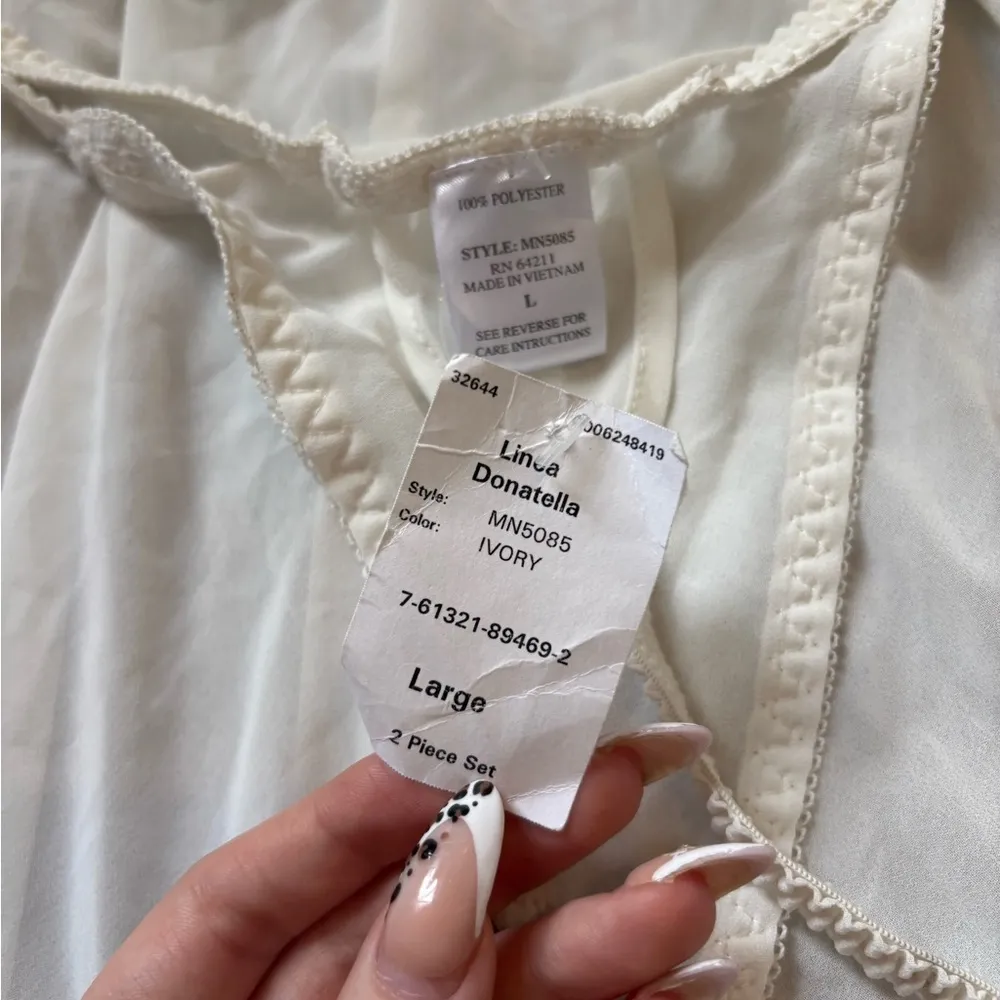 100% POLYESTER
STYLE: MN5085
RN 64211
MADE IN VIETNAM
L
SEE REVERSE FOR
CARE INTRUCTIONS
32644
006248419
Linea
Donatella
Style: MN5085
Color: IVORY
7-61321-89469-2
Large
2 Piece Set